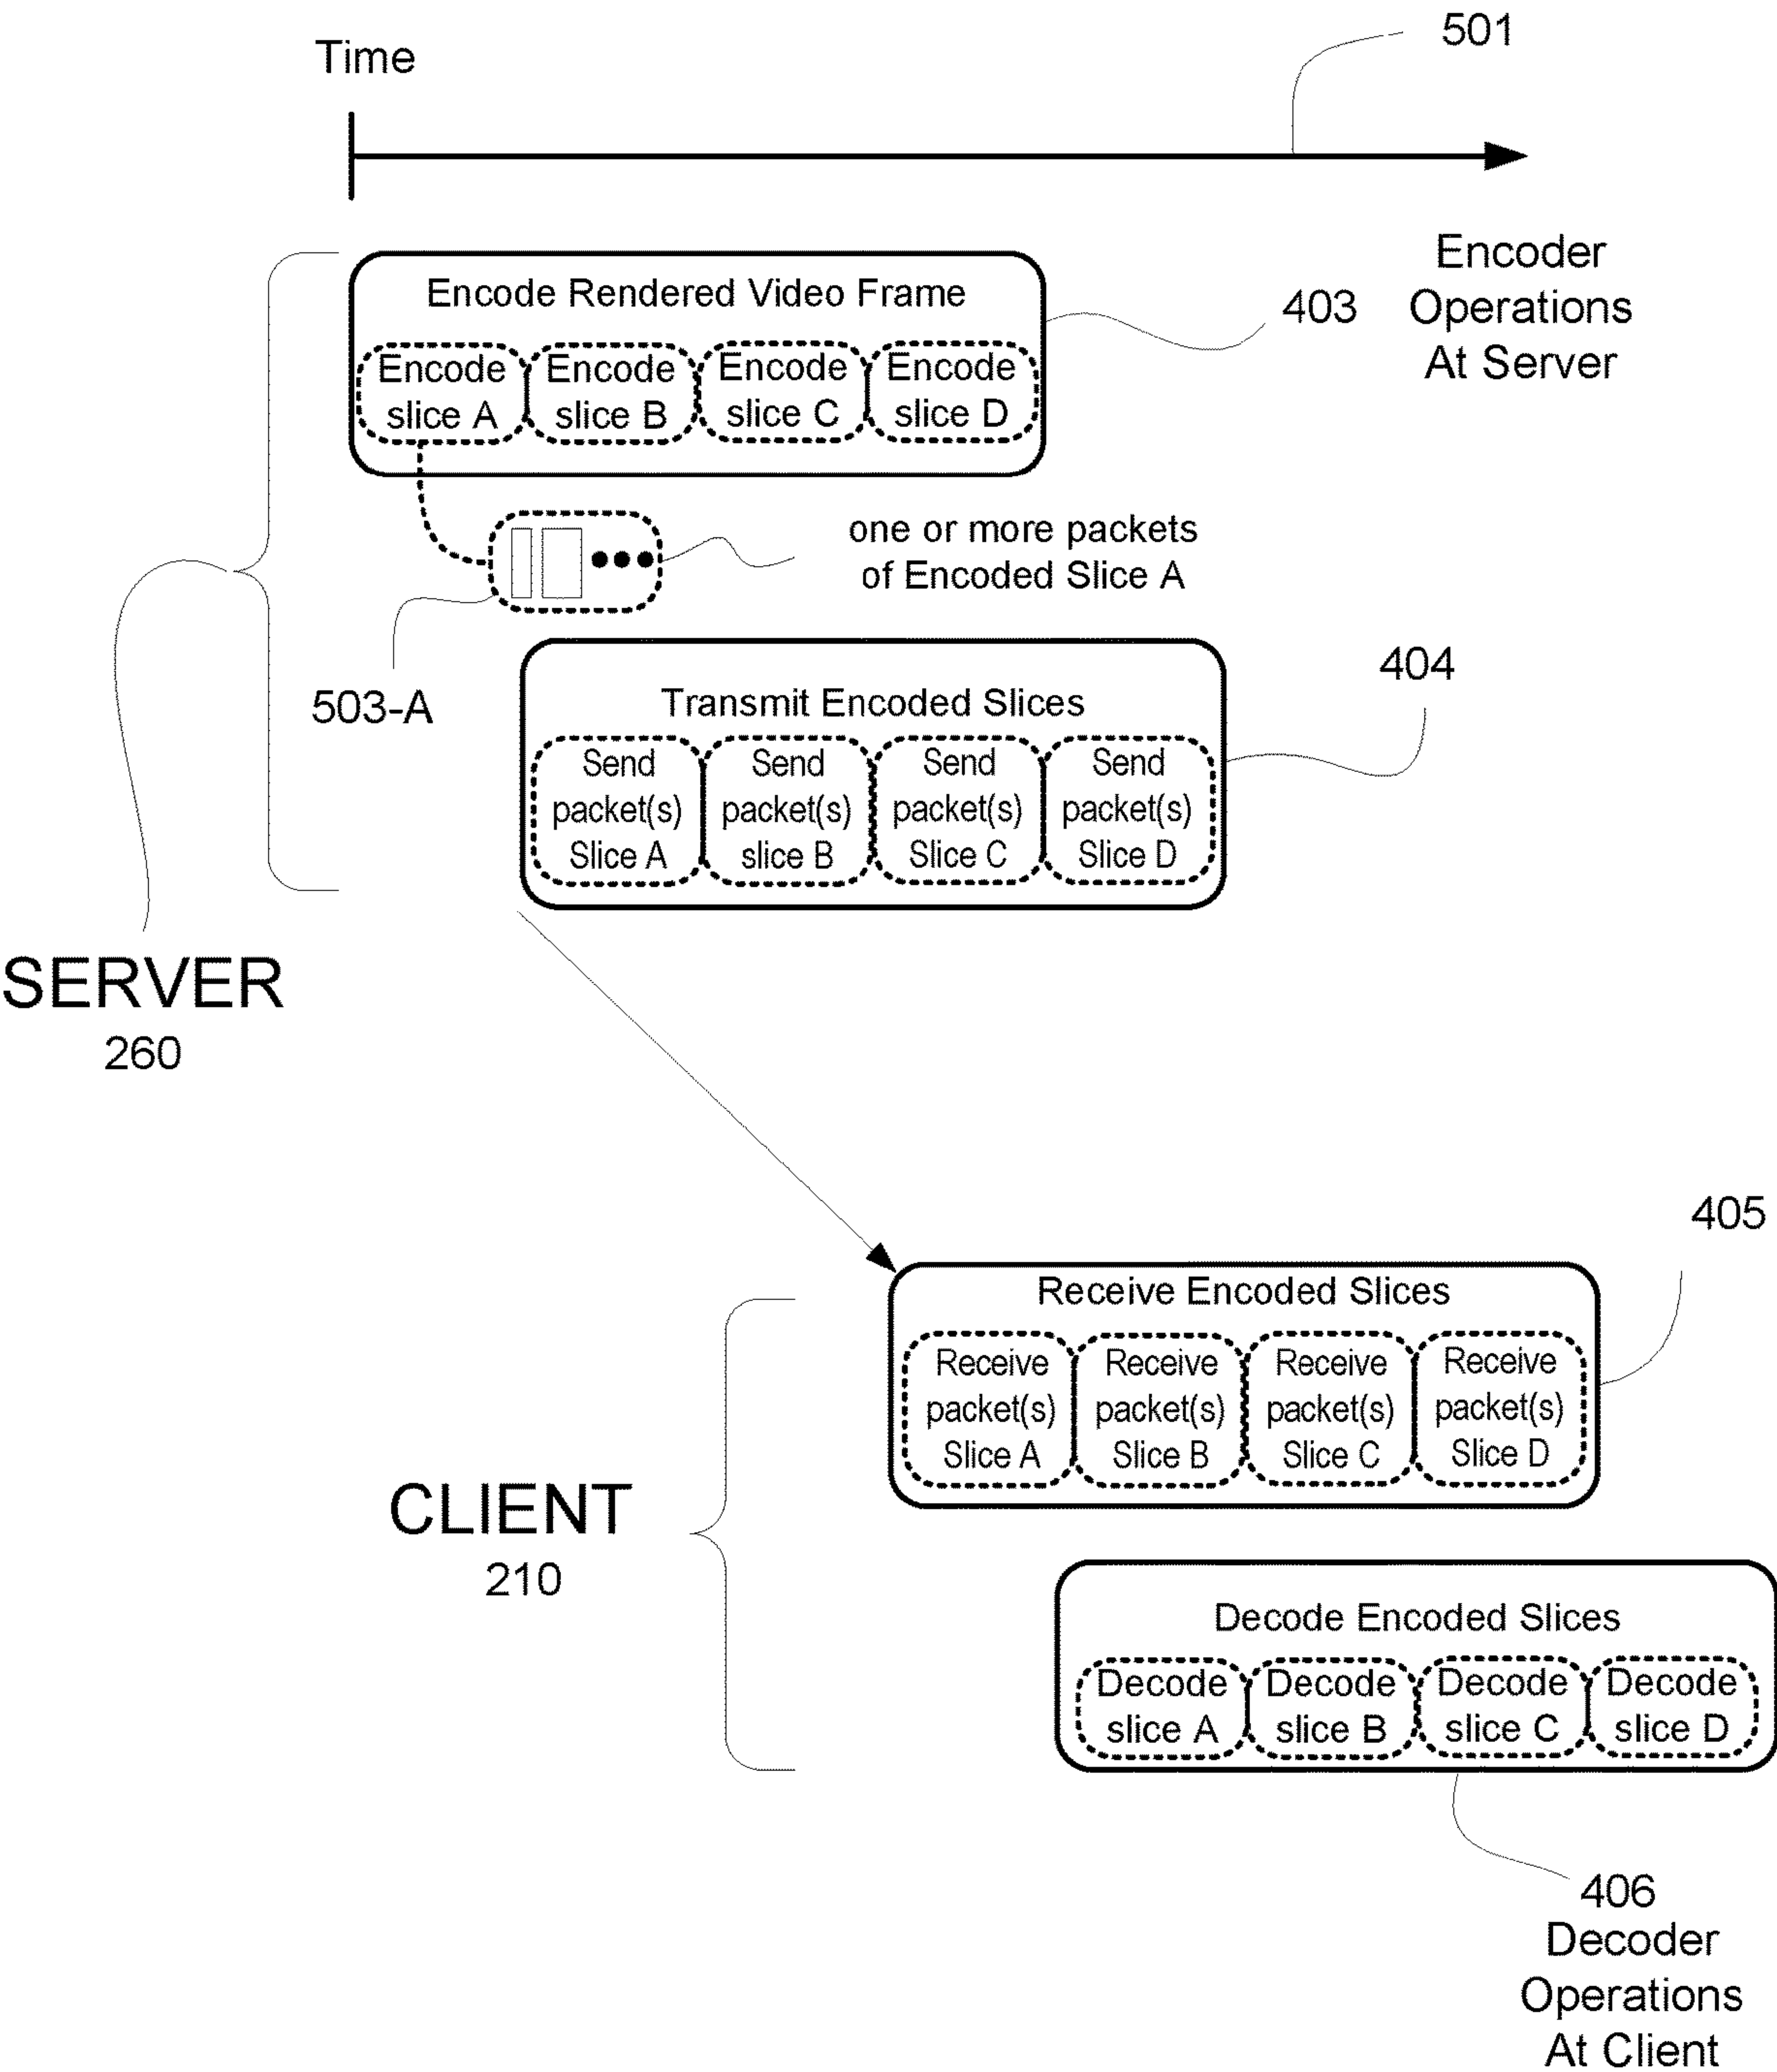 501
Time
Encoder
Operations
At Server
403
Encode Rendered Video Frame
Encode
slice A
Encode
slice B
Encode
slice C
Encode
slice D
one or more packets
of Encoded Slice A
503-A
404
Transmit Encoded Slices
Send
packet(s)
Slice A
Send
packet(s)
slice B
Send
packet(s)
Slice C
Send
packet(s)
Slice D
SERVER
260
405
Receive Encoded Slices
Receive
packet(s)
Slice A
Receive
packet(s)
Slice B
Receive
packet(s)
Slice C
Receive
packet(s)
Slice D
CLIENT
210
Decode Encoded Slices
Decode
slice A
Decode
slice B
Decode
slice C
Decode
slice D
406
Decoder
Operations
At Client